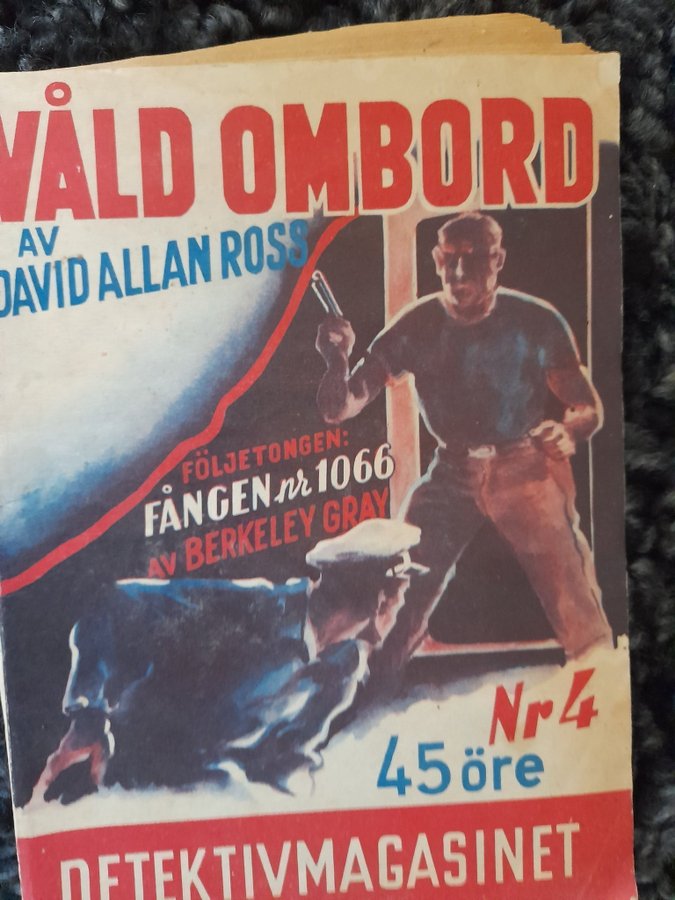 VÅLD OMBORD
AV
DAVID ALLAN ROSS
FÖLJETONGEN:
FÅNGEN nr 1066
AV BERKELEY GRAY
Nr 4
45 öre
DETEKTIVMAGASINET